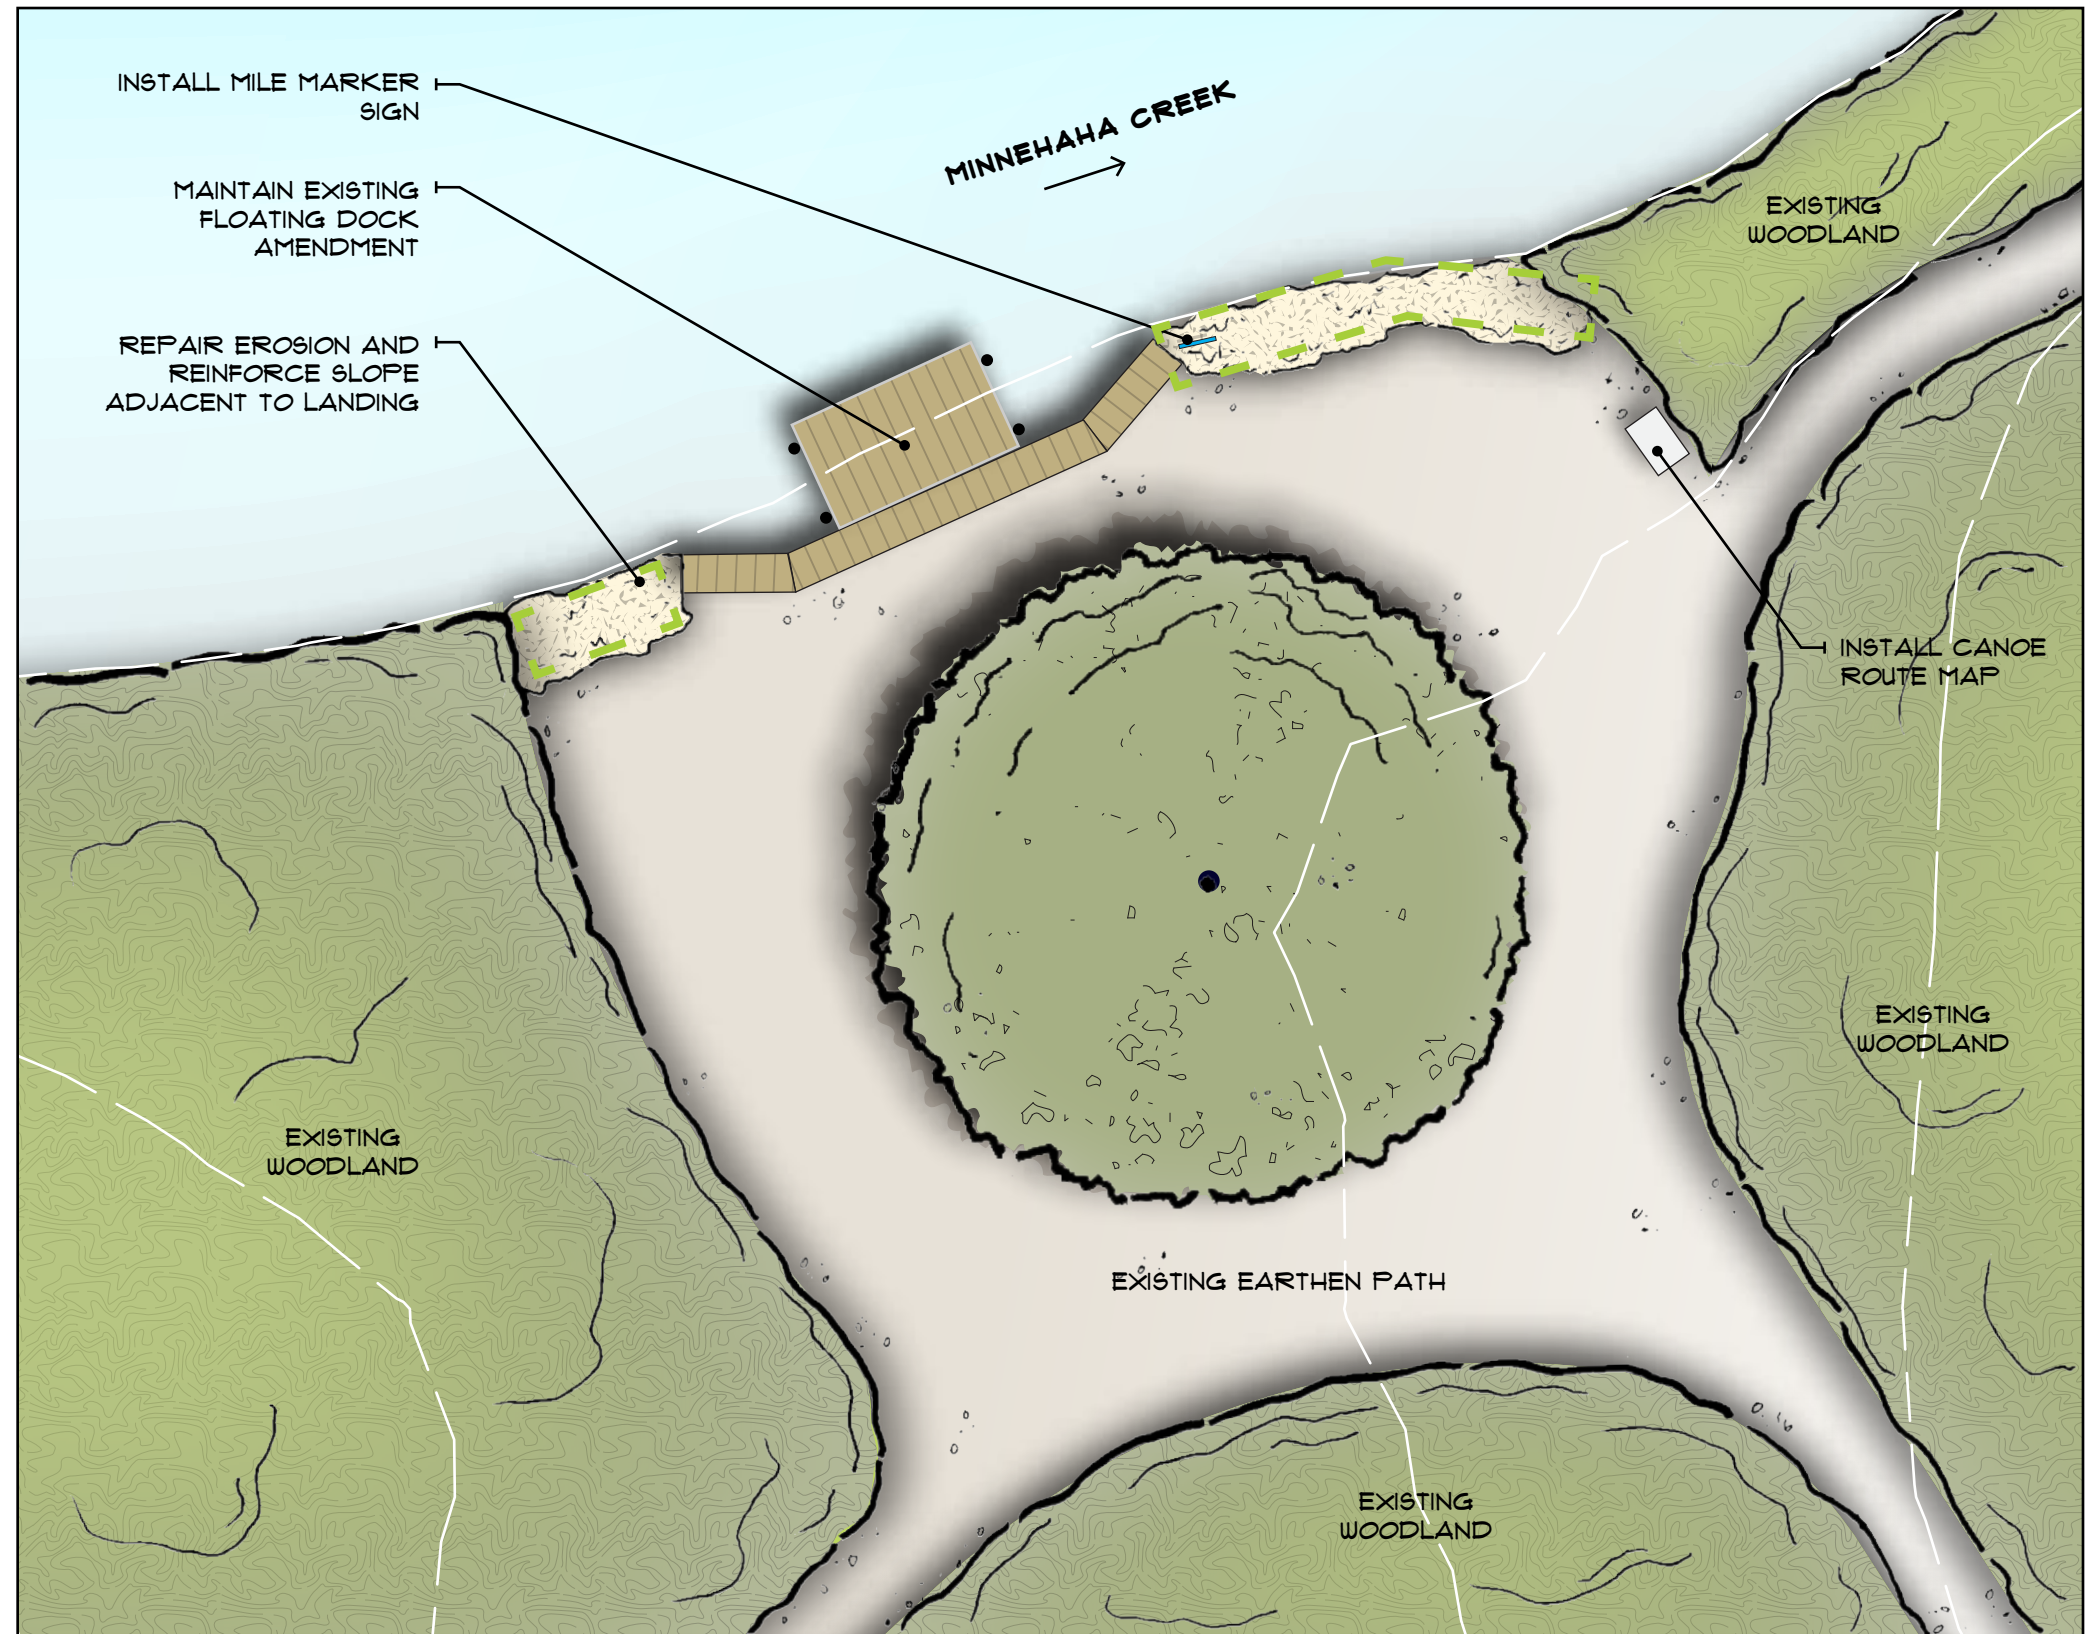 INSTALL MILE MARKER
SIGN
MAINTAIN EXISTING
FLOATING DOCK
AMENDMENT
REPAIR EROSION AND
REINFORCE SLOPE
ADJACENT TO LANDING
MINNEHAHA CREEK
EXISTING
WOODLAND
INSTALL CANOE
ROUTE MAP
EXISTING
WOODLAND
EXISTING
WOODLAND
EXISTING EARTHEN PATH
EXISTING
WOODLAND